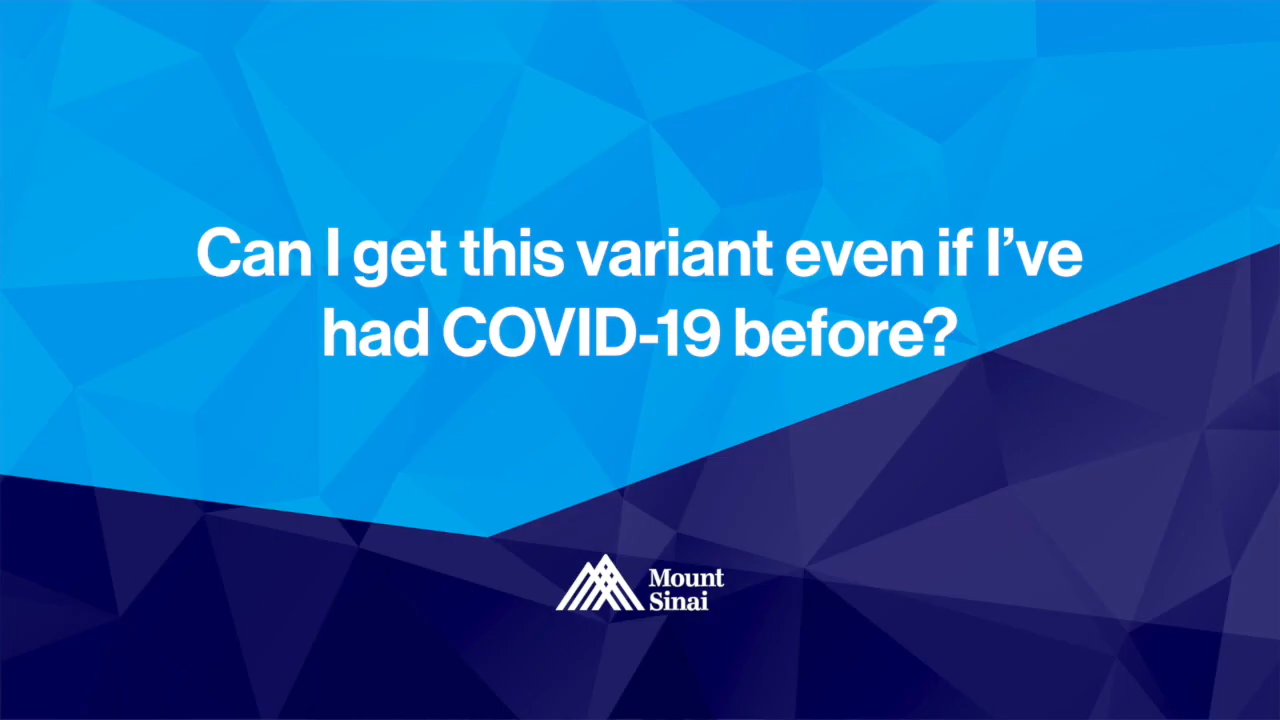 Can I get this variant even if I’ve
had COVID-19 before?
Mount
Sinai